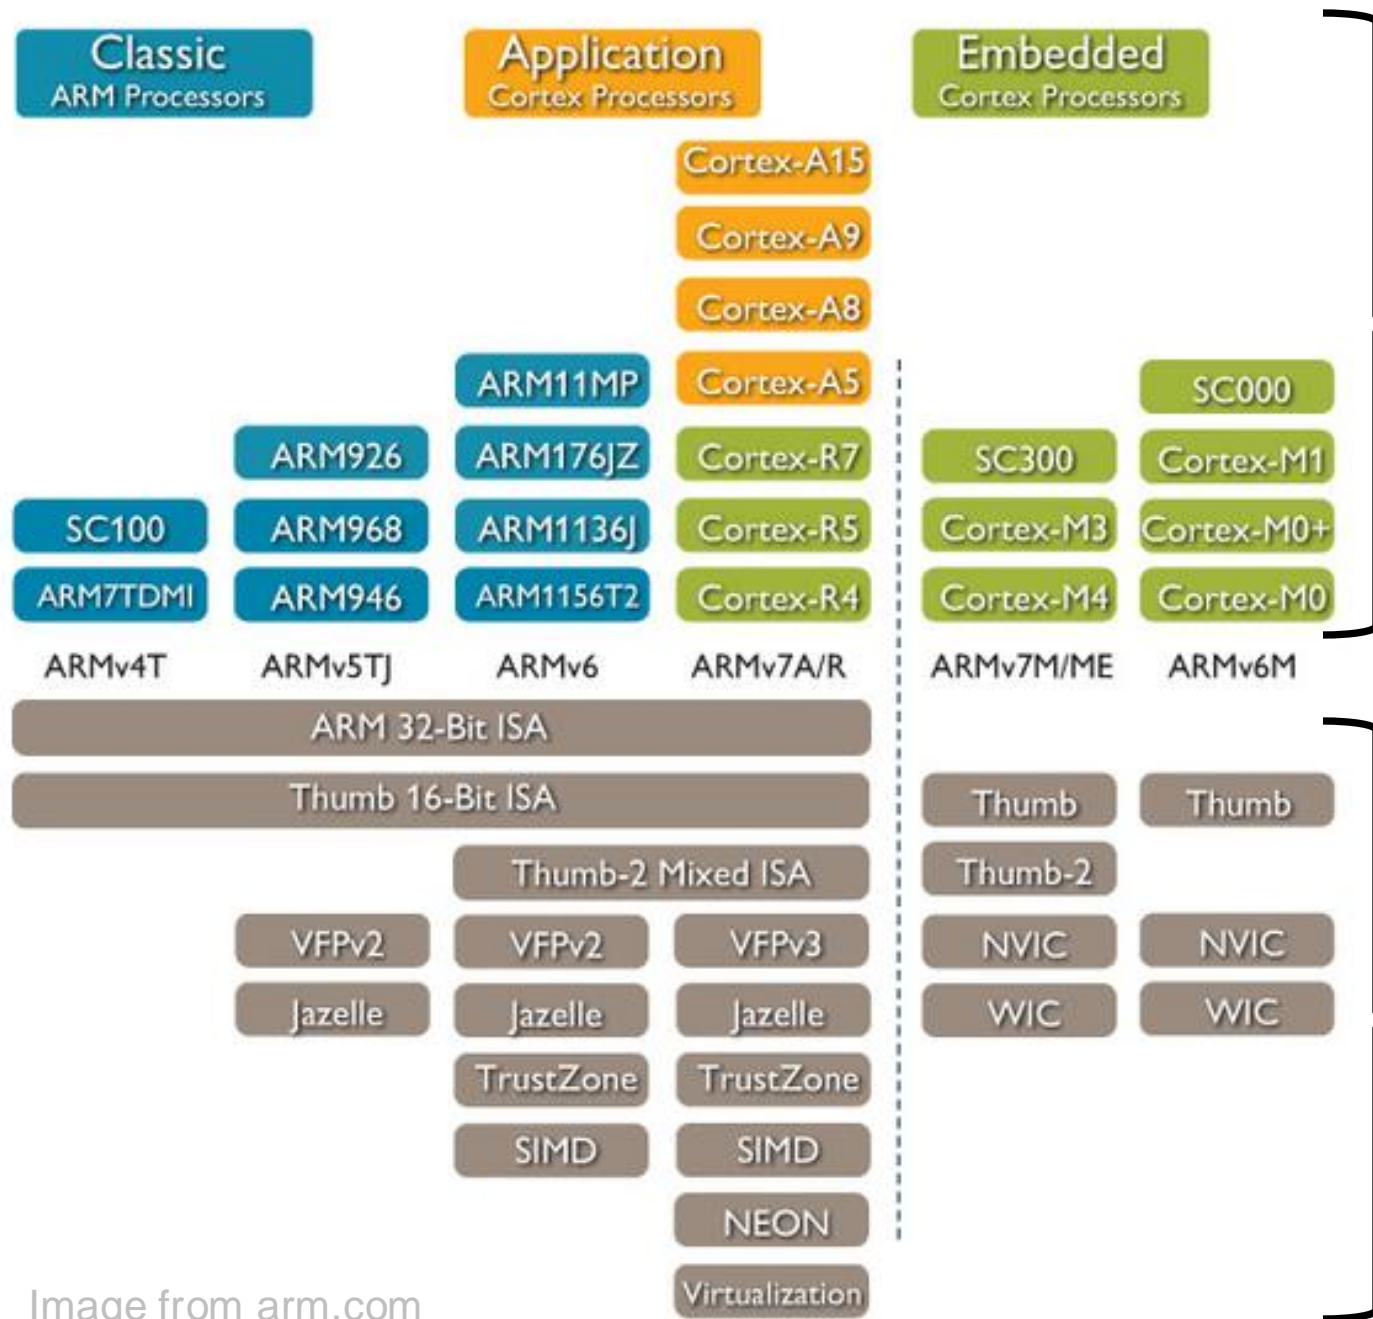 Classic
ARM Processors
Application
Cortex Processors
Embedded
Cortex Processors
Cortex-A15
Cortex-A9
Cortex-A8
ARM11MP
Cortex-A5
SC000
ARM926
ARM176JZ
Cortex-R7
SC300
Cortex-M1
SC100
ARM968
ARM1136J
Cortex-R5
Cortex-M3
Cortex-M0+
ARM7TDMI
ARM946
ARM1156T2
Cortex-R4
Cortex-M4
Cortex-M0
ARMv4T
ARMv5TJ
ARMv6
ARMv7A/R
ARMv7M/ME
ARMv6M
ARM 32-Bit ISA
Thumb 16-Bit ISA
Thumb
Thumb
Thumb-2 Mixed ISA
Thumb-2
VFPv2
VFPv2
VFPv3
NVIC
NVIC
Jazelle
Jazelle
Jazelle
WIC
WIC
TrustZone
TrustZone
SIMD
SIMD
NEON
Virtualization
Image from arm.com